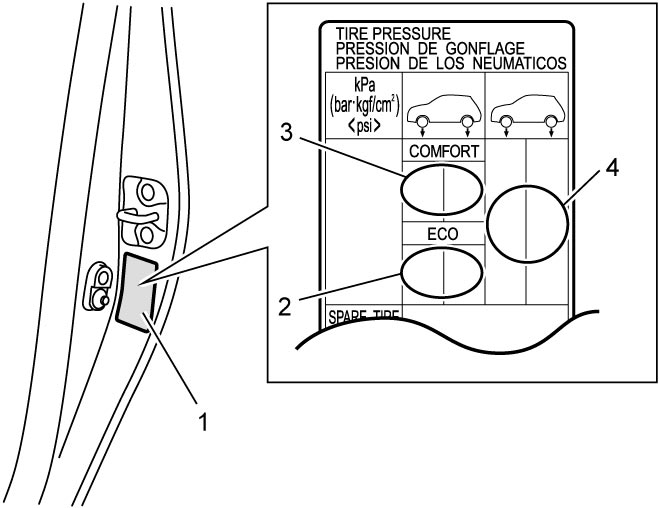 TIRE PRESSURE
PRESSION DE GONFLAGE
PRESION DE LOS NEUMATICOS
kPa
(bar·kgf/cm²)
<psi>
COMFORT
ECO
SPARE TIRE
3
4
2
1